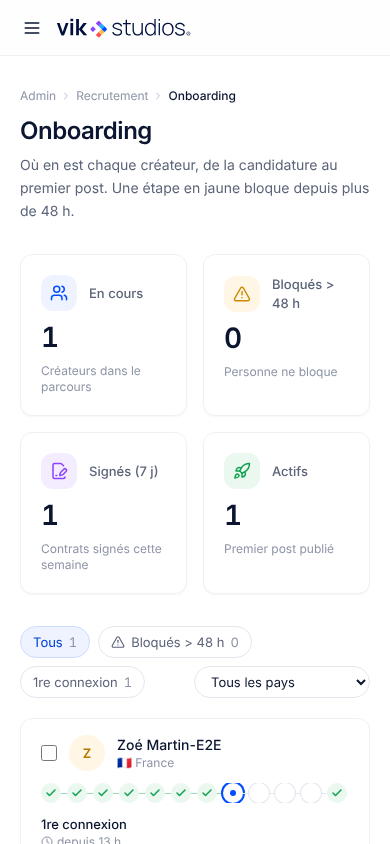 vik studios®
Admin > Recrutement > Onboarding
Onboarding
Où en est chaque créateur, de la candidature au
premier post. Une étape en jaune bloque depuis plus
de 48 h.
En cours
1
Créateurs dans le
parcours
Bloqués >
48 h
0
Personne ne bloque
Signés (7 j)
1
Contrats signés cette
semaine
Actifs
1
Premier post publié
Tous 1
Bloqués > 48 h 0
1re connexion 1
Tous les pays
Z
Zoé Martin-E2E
🇫🇷 France
1re connexion
depuis 13 h